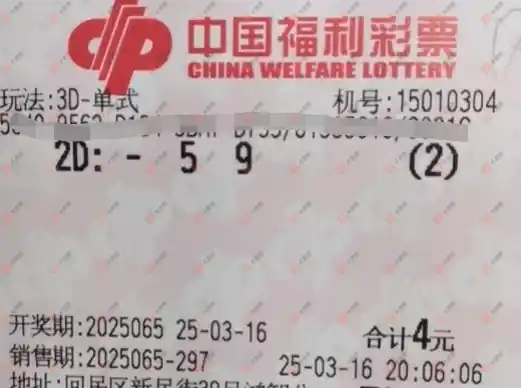 中国福利彩票
CHINA WELFARE LOTTERY
玩法:3D-单式 机号:15010304
2D: - 5 9 (2)
开奖期:2025065 25-03-16 合计4元
销售期:2025065-297 25-03-16 20:06:06